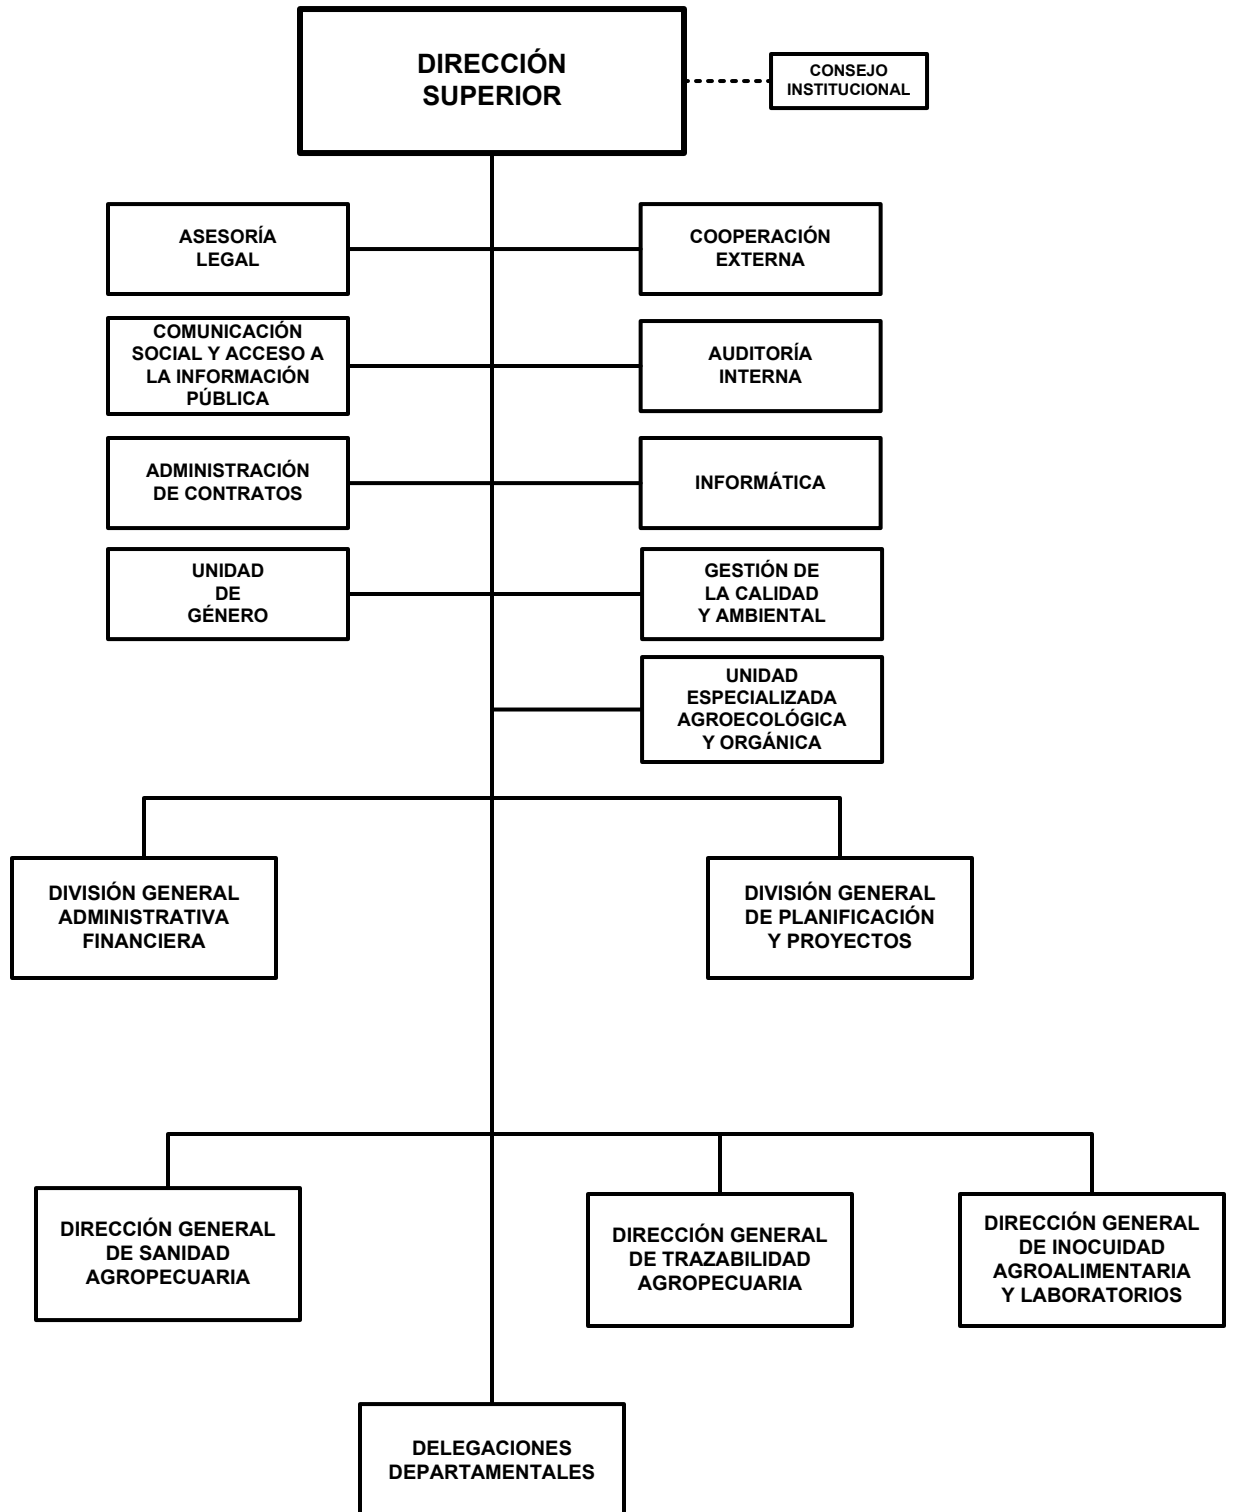 DIRECCIÓN
SUPERIOR
CONSEJO
INSTITUCIONAL
ASESORÍA
LEGAL
COOPERACIÓN
EXTERNA
COMUNICACIÓN
SOCIAL Y ACCESO A
LA INFORMACIÓN
PÚBLICA
AUDITORÍA
INTERNA
ADMINISTRACIÓN
DE CONTRATOS
INFORMÁTICA
UNIDAD
DE
GÉNERO
GESTIÓN DE
LA CALIDAD
Y AMBIENTAL
UNIDAD
ESPECIALIZADA
AGROECOLÓGICA
Y ORGÁNICA
DIVISIÓN GENERAL
ADMINISTRATIVA
FINANCIERA
DIVISIÓN GENERAL
DE PLANIFICACIÓN
Y PROYECTOS
DIRECCIÓN GENERAL
DE SANIDAD
AGROPECUARIA
DIRECCIÓN GENERAL
DE TRAZABILIDAD
AGROPECUARIA
DIRECCIÓN GENERAL
DE INOCUIDAD
AGROALIMENTARIA
Y LABORATORIOS
DELEGACIONES
DEPARTAMENTALES